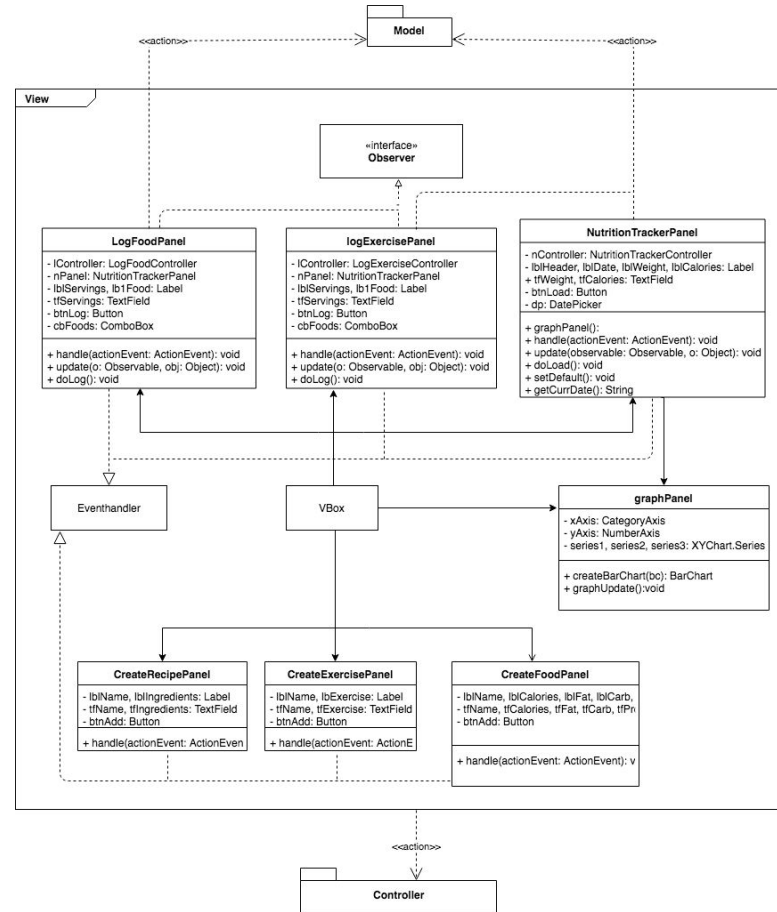 Model
<<action>>
<<action>>
View
«interface»
Observer
LogFoodPanel
- lController: LogFoodController
- nPanel: NutritionTrackerPanel
- lblServings, lb1Food: Label
- tfServings: TextField
- btnLog: Button
- cbFoods: ComboBox
+ handle(actionEvent: ActionEvent): void
+ update(o: Observable, obj: Object): void
+ doLog(): void
logExercisePanel
- lController: LogExerciseController
- nPanel: NutritionTrackerPanel
- lblServings, lb1Food: Label
- tfServings: TextField
- btnLog: Button
- cbFoods: ComboBox
+ handle(actionEvent: ActionEvent): void
+ update(o: Observable, obj: Object): void
+ doLog(): void
NutritionTrackerPanel
- nController: NutritionTrackerController
- lblHeader, lblDate, lblWeight, lblCalories: Label
+ tfWeight, tfCalories: TextField
- btnLoad: Button
- dp: DatePicker
+ graphPanel():
+ handle(actionEvent: ActionEvent): void
+ update(observable: Observable, o: Object): void
+ doLoad(): void
+ setDefault(): void
+ getCurrDate(): String
Eventhandler
VBox
graphPanel
- xAxis: CategoryAxis
- yAxis: NumberAxis
- series1, series2, series3: XYChart.Series
+ createBarChart(bc): BarChart
+ graphUpdate():void
CreateRecipePanel
- lblName, lblIngredients: Label
- tfName, tfIngredients: TextField
- btnAdd: Button
+ handle(actionEvent: ActionEven
CreateExercisePanel
- lblName, lbExercise: Label
- tfName, tfExercise: TextField
- btnAdd: Button
+ handle(actionEvent: ActionE
CreateFoodPanel
- lblName, lblCalories, lblFat, lblCarb,
- tfName, tfCalories, tfFat, tfCarb, tfPr
- btnAdd: Button
+ handle(actionEvent: ActionEvent): v
<<action>>
Controller